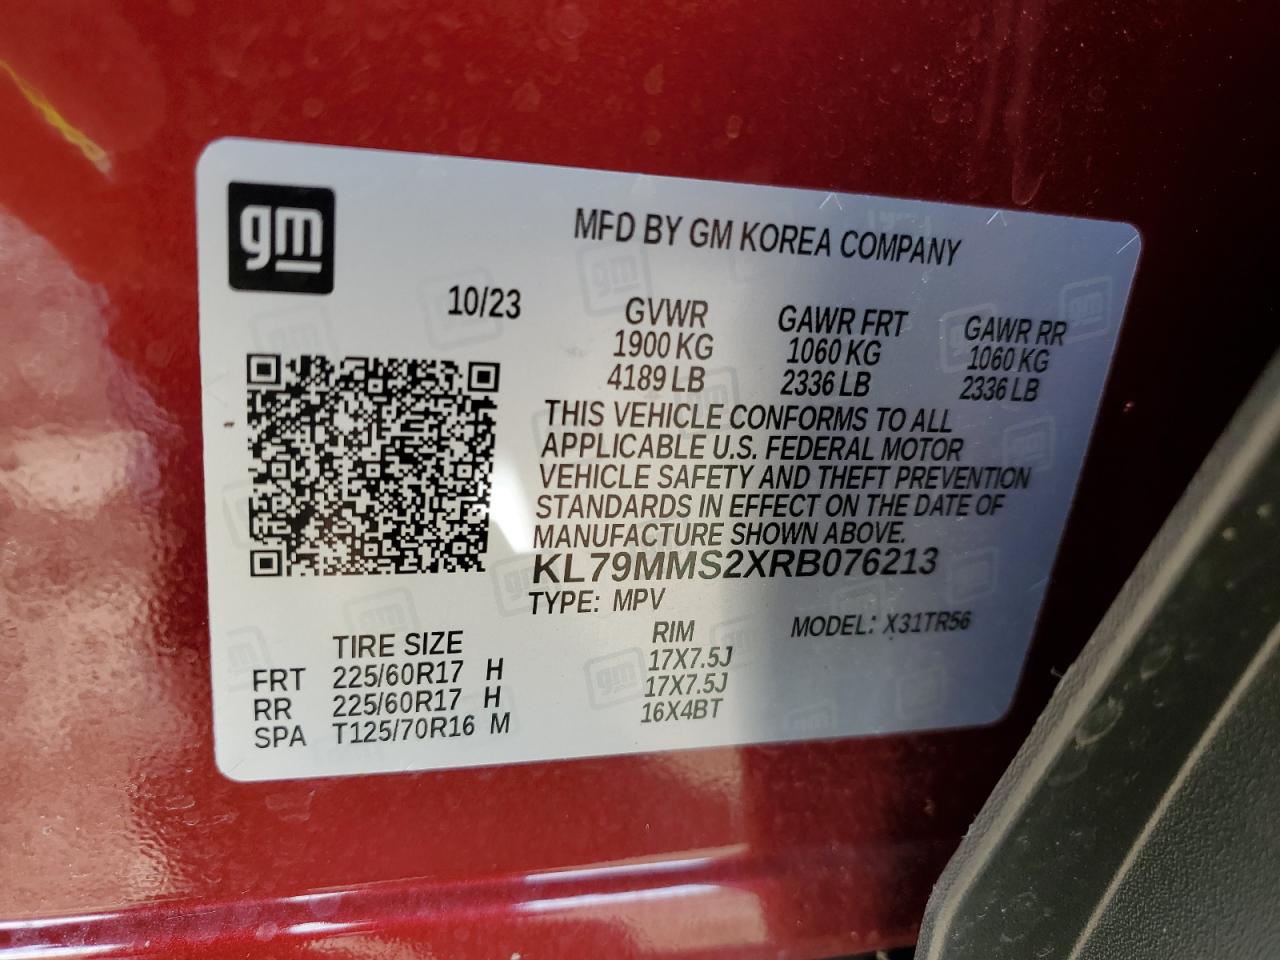 gm
MFD BY GM KOREA COMPANY
10/23
GVWR GAWR FRT GAWR RR
1900 KG 1060 KG 1060 KG
4189 LB 2336 LB 2336 LB
THIS VEHICLE CONFORMS TO ALL
APPLICABLE U.S. FEDERAL MOTOR
VEHICLE SAFETY AND THEFT PREVENTION
STANDARDS IN EFFECT ON THE DATE OF
MANUFACTURE SHOWN ABOVE.
KL79MMS2XRB076213
TYPE: MPV MODEL: X31TR56
TIRE SIZE RIM
FRT 225/60R17 H 17X7.5J
RR 225/60R17 H 17X7.5J
SPA T125/70R16 M 16X4BT